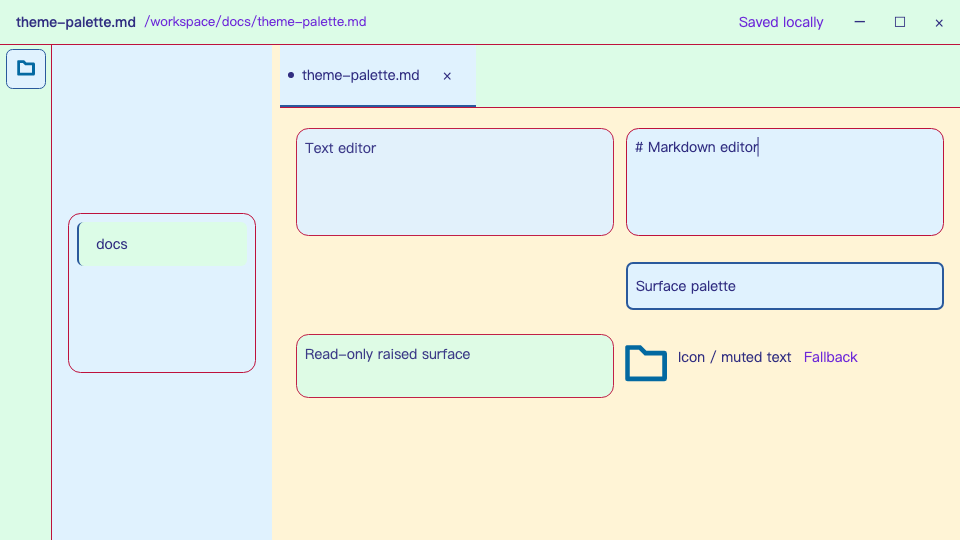 theme-palette.md /workspace/docs/theme-palette.md Saved locally
theme-palette.md
docs
Text editor
# Markdown editor
Surface palette
Read-only raised surface
Icon / muted text Fallback